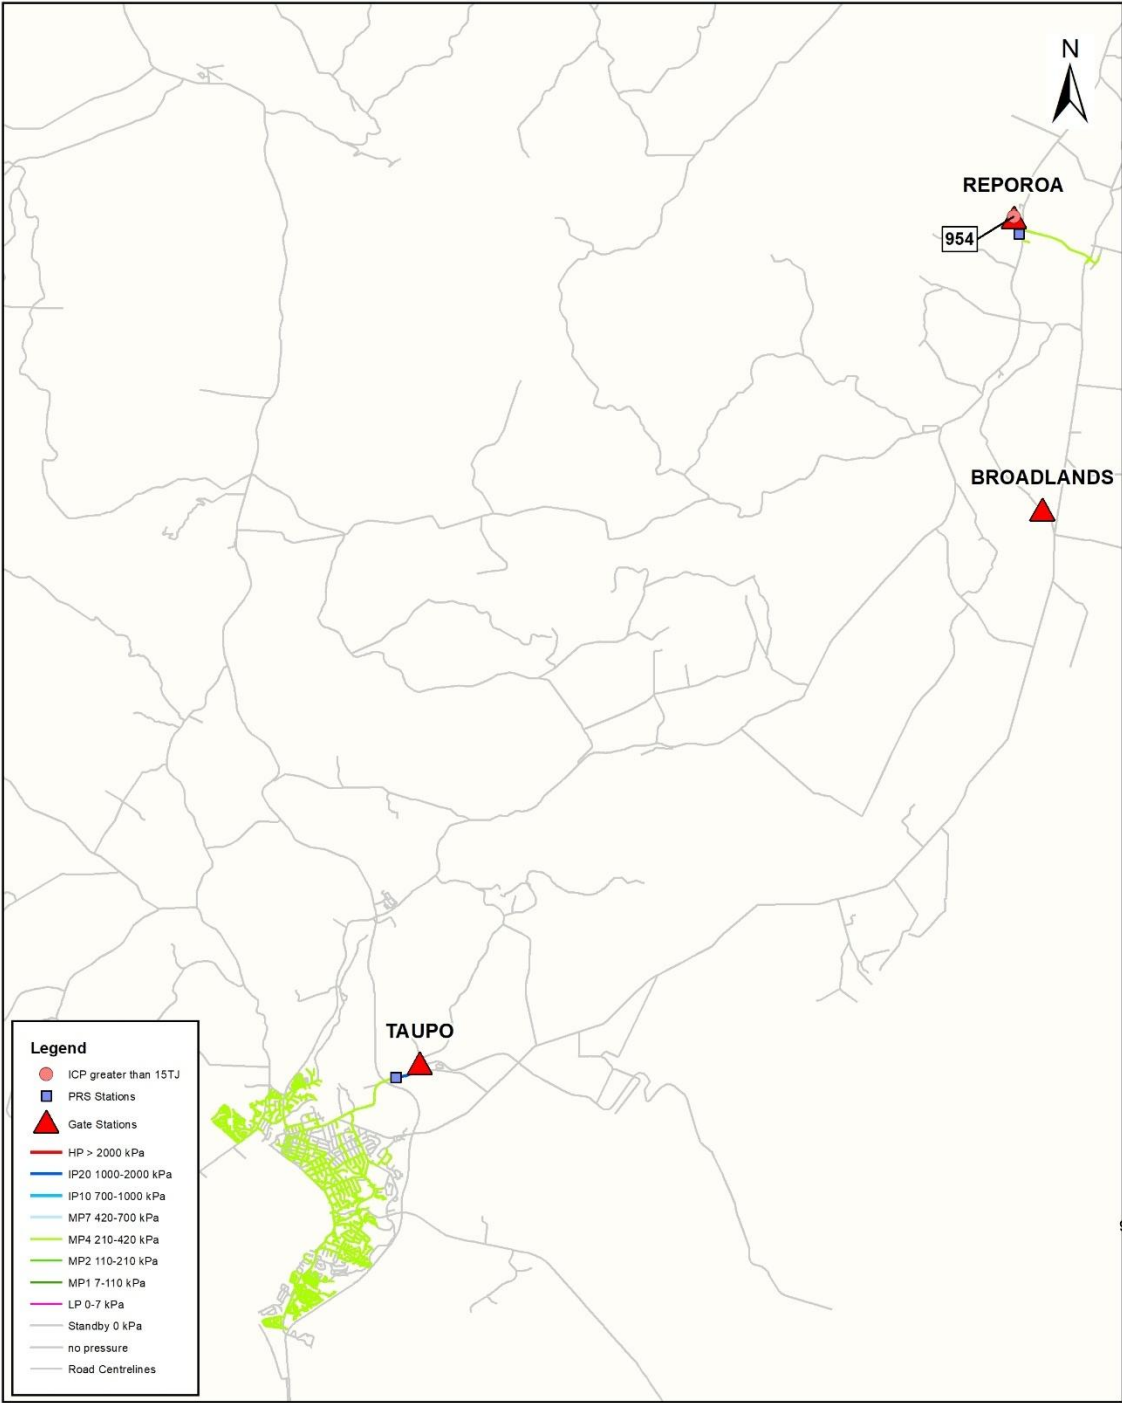 N
REPOROA
954
BROADLANDS
TAUPO
Legend
ICP greater than 15TJ
PRS Stations
Gate Stations
HP > 2000 kPa
IP20 1000-2000 kPa
IP10 700-1000 kPa
MP7 420-700 kPa
MP4 210-420 kPa
MP2 110-210 kPa
MP1 7-110 kPa
LP 0-7 kPa
Standby 0 kPa
no pressure
Road Centrelines